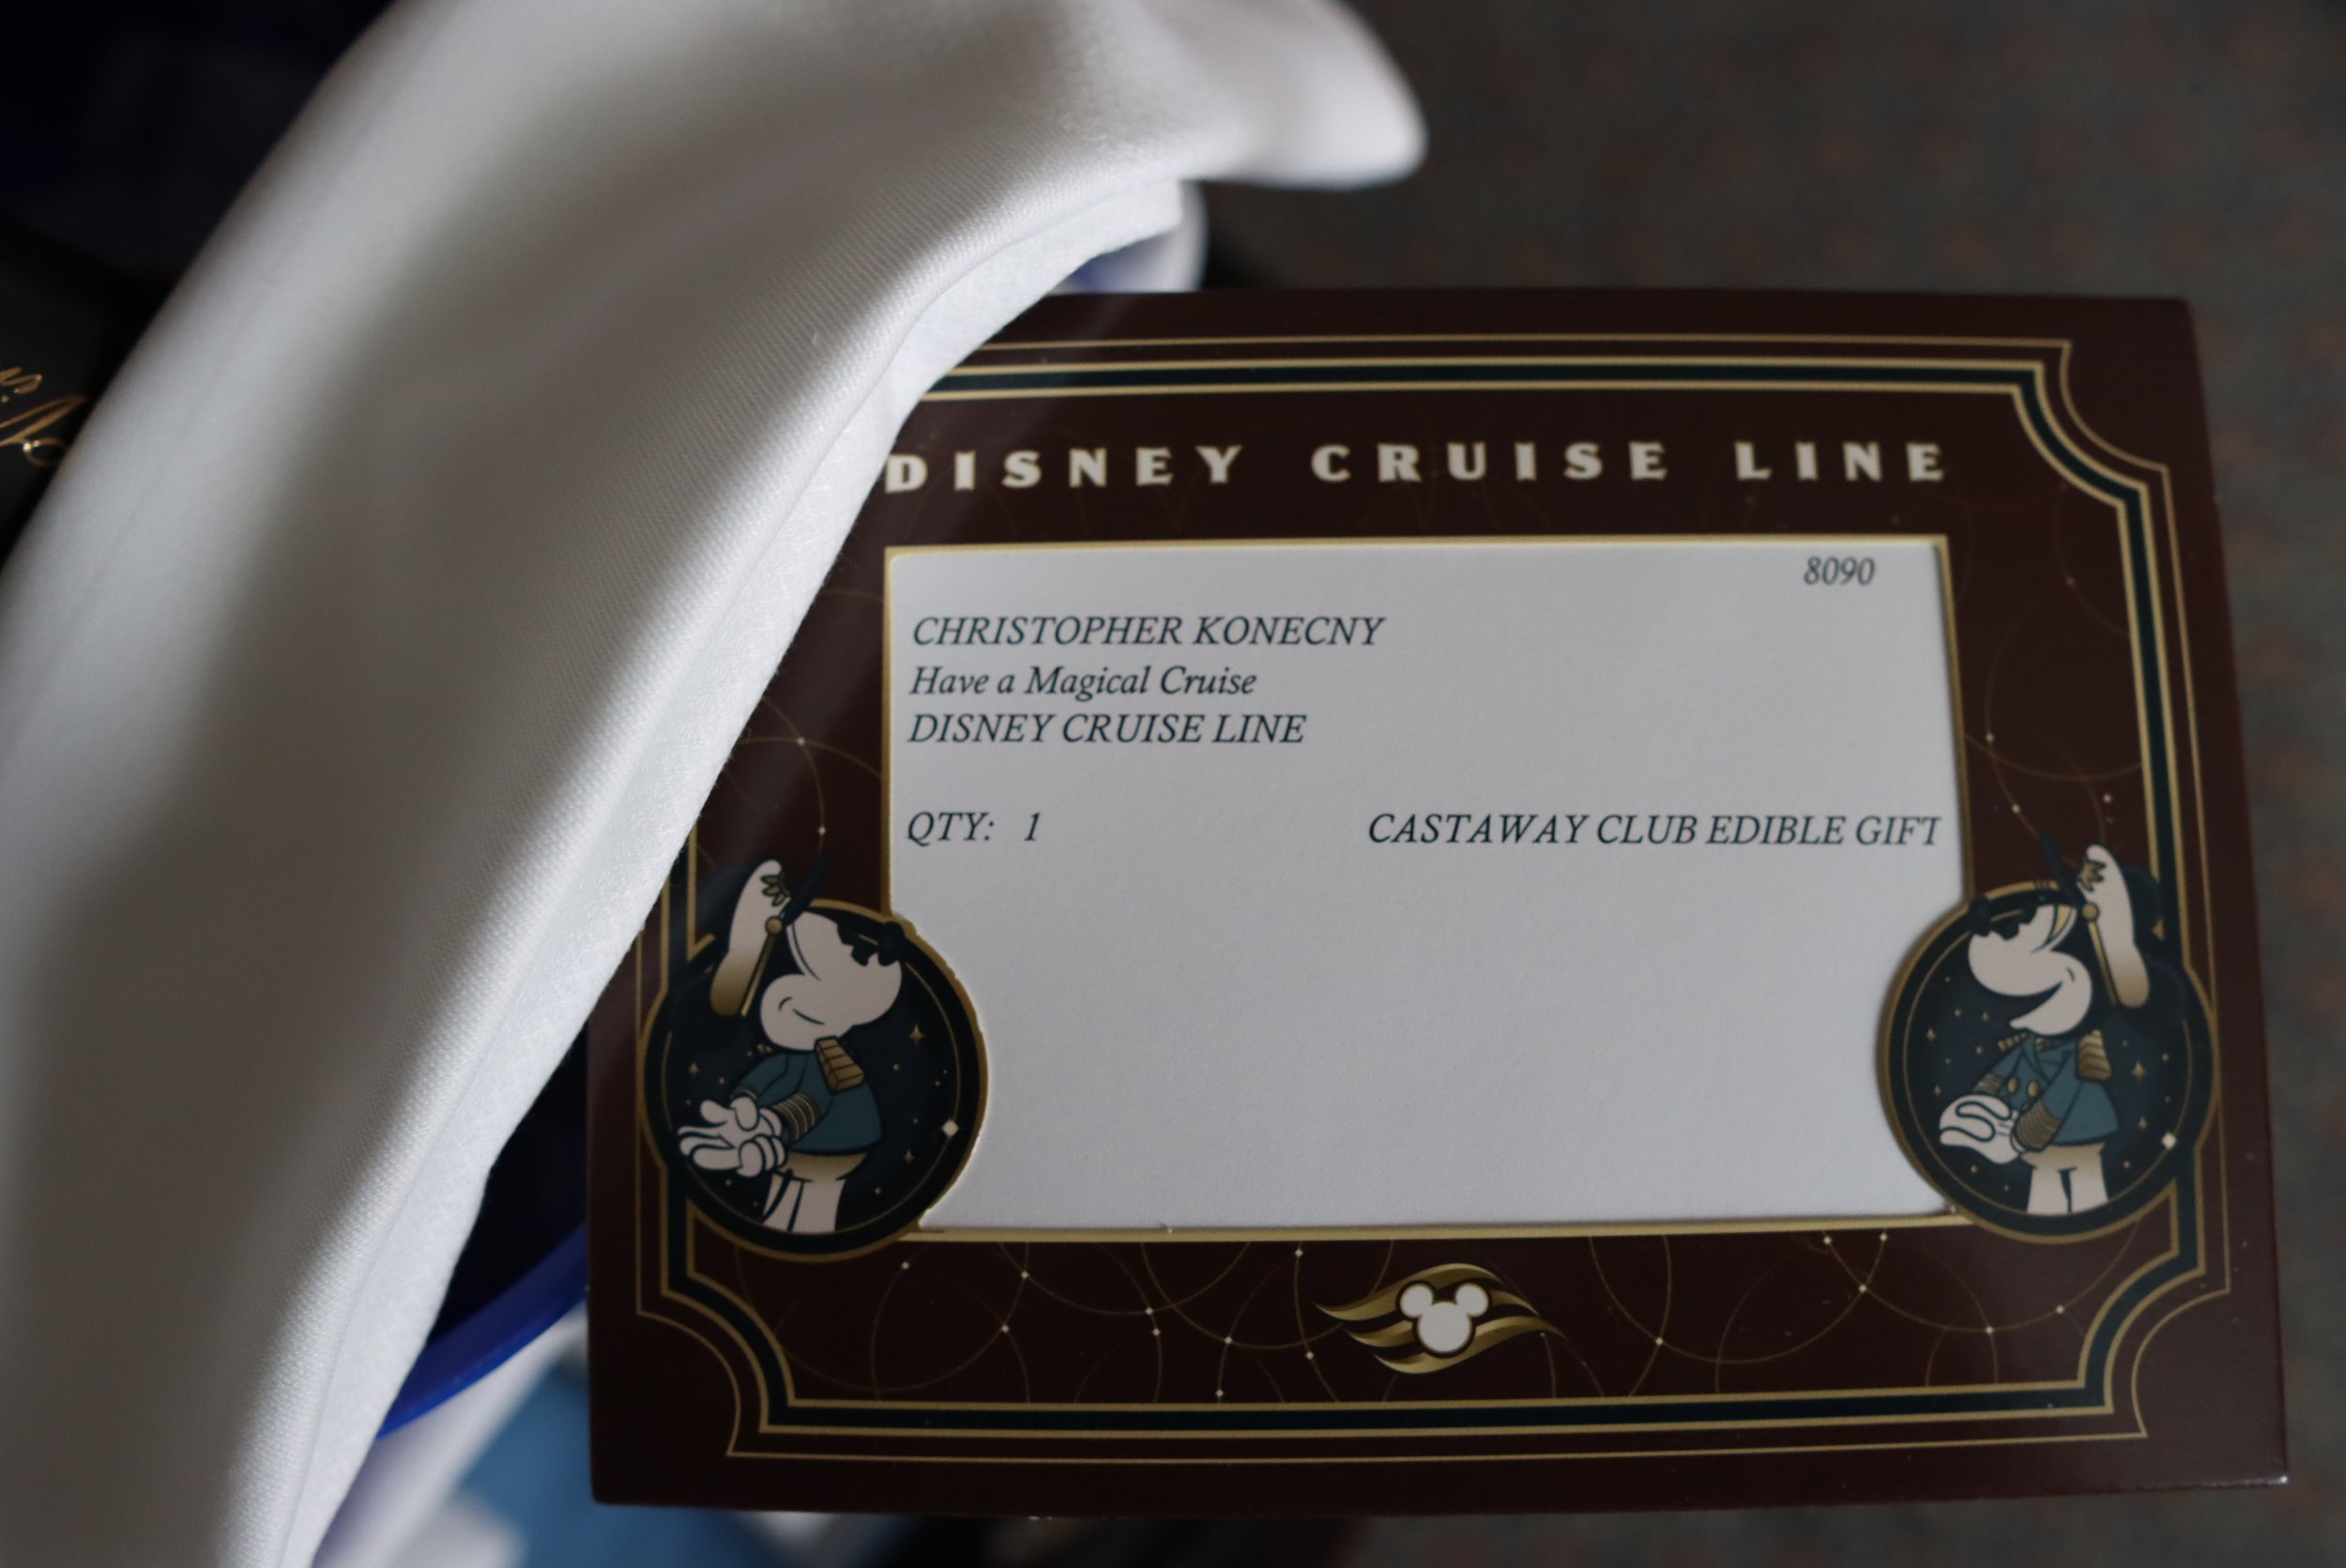 DISNEY CRUISE LINE
8090
CHRISTOPHER KONECNY
Have a Magical Cruise
DISNEY CRUISE LINE
QTY: 1 CASTAWAY CLUB EDIBLE GIFT